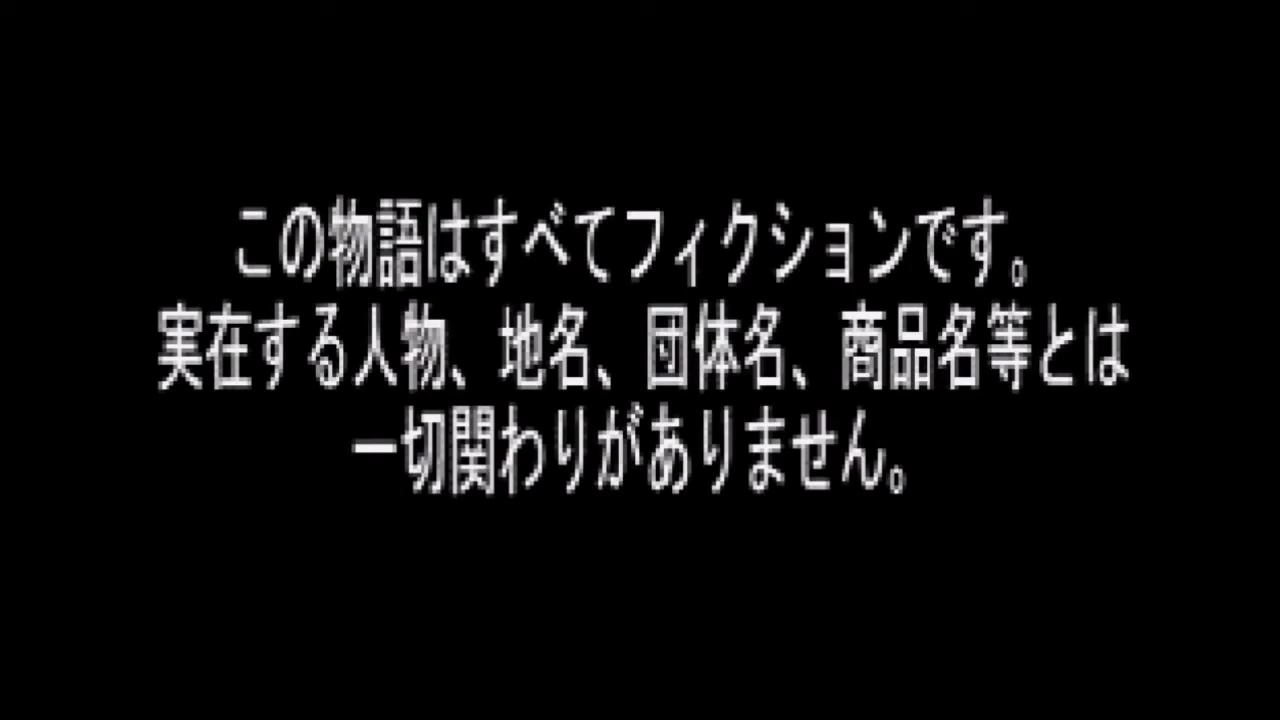 この物語はすべてフィクションです。
実在する人物、地名、団体名、商品名等とは
一切関わりがありません。